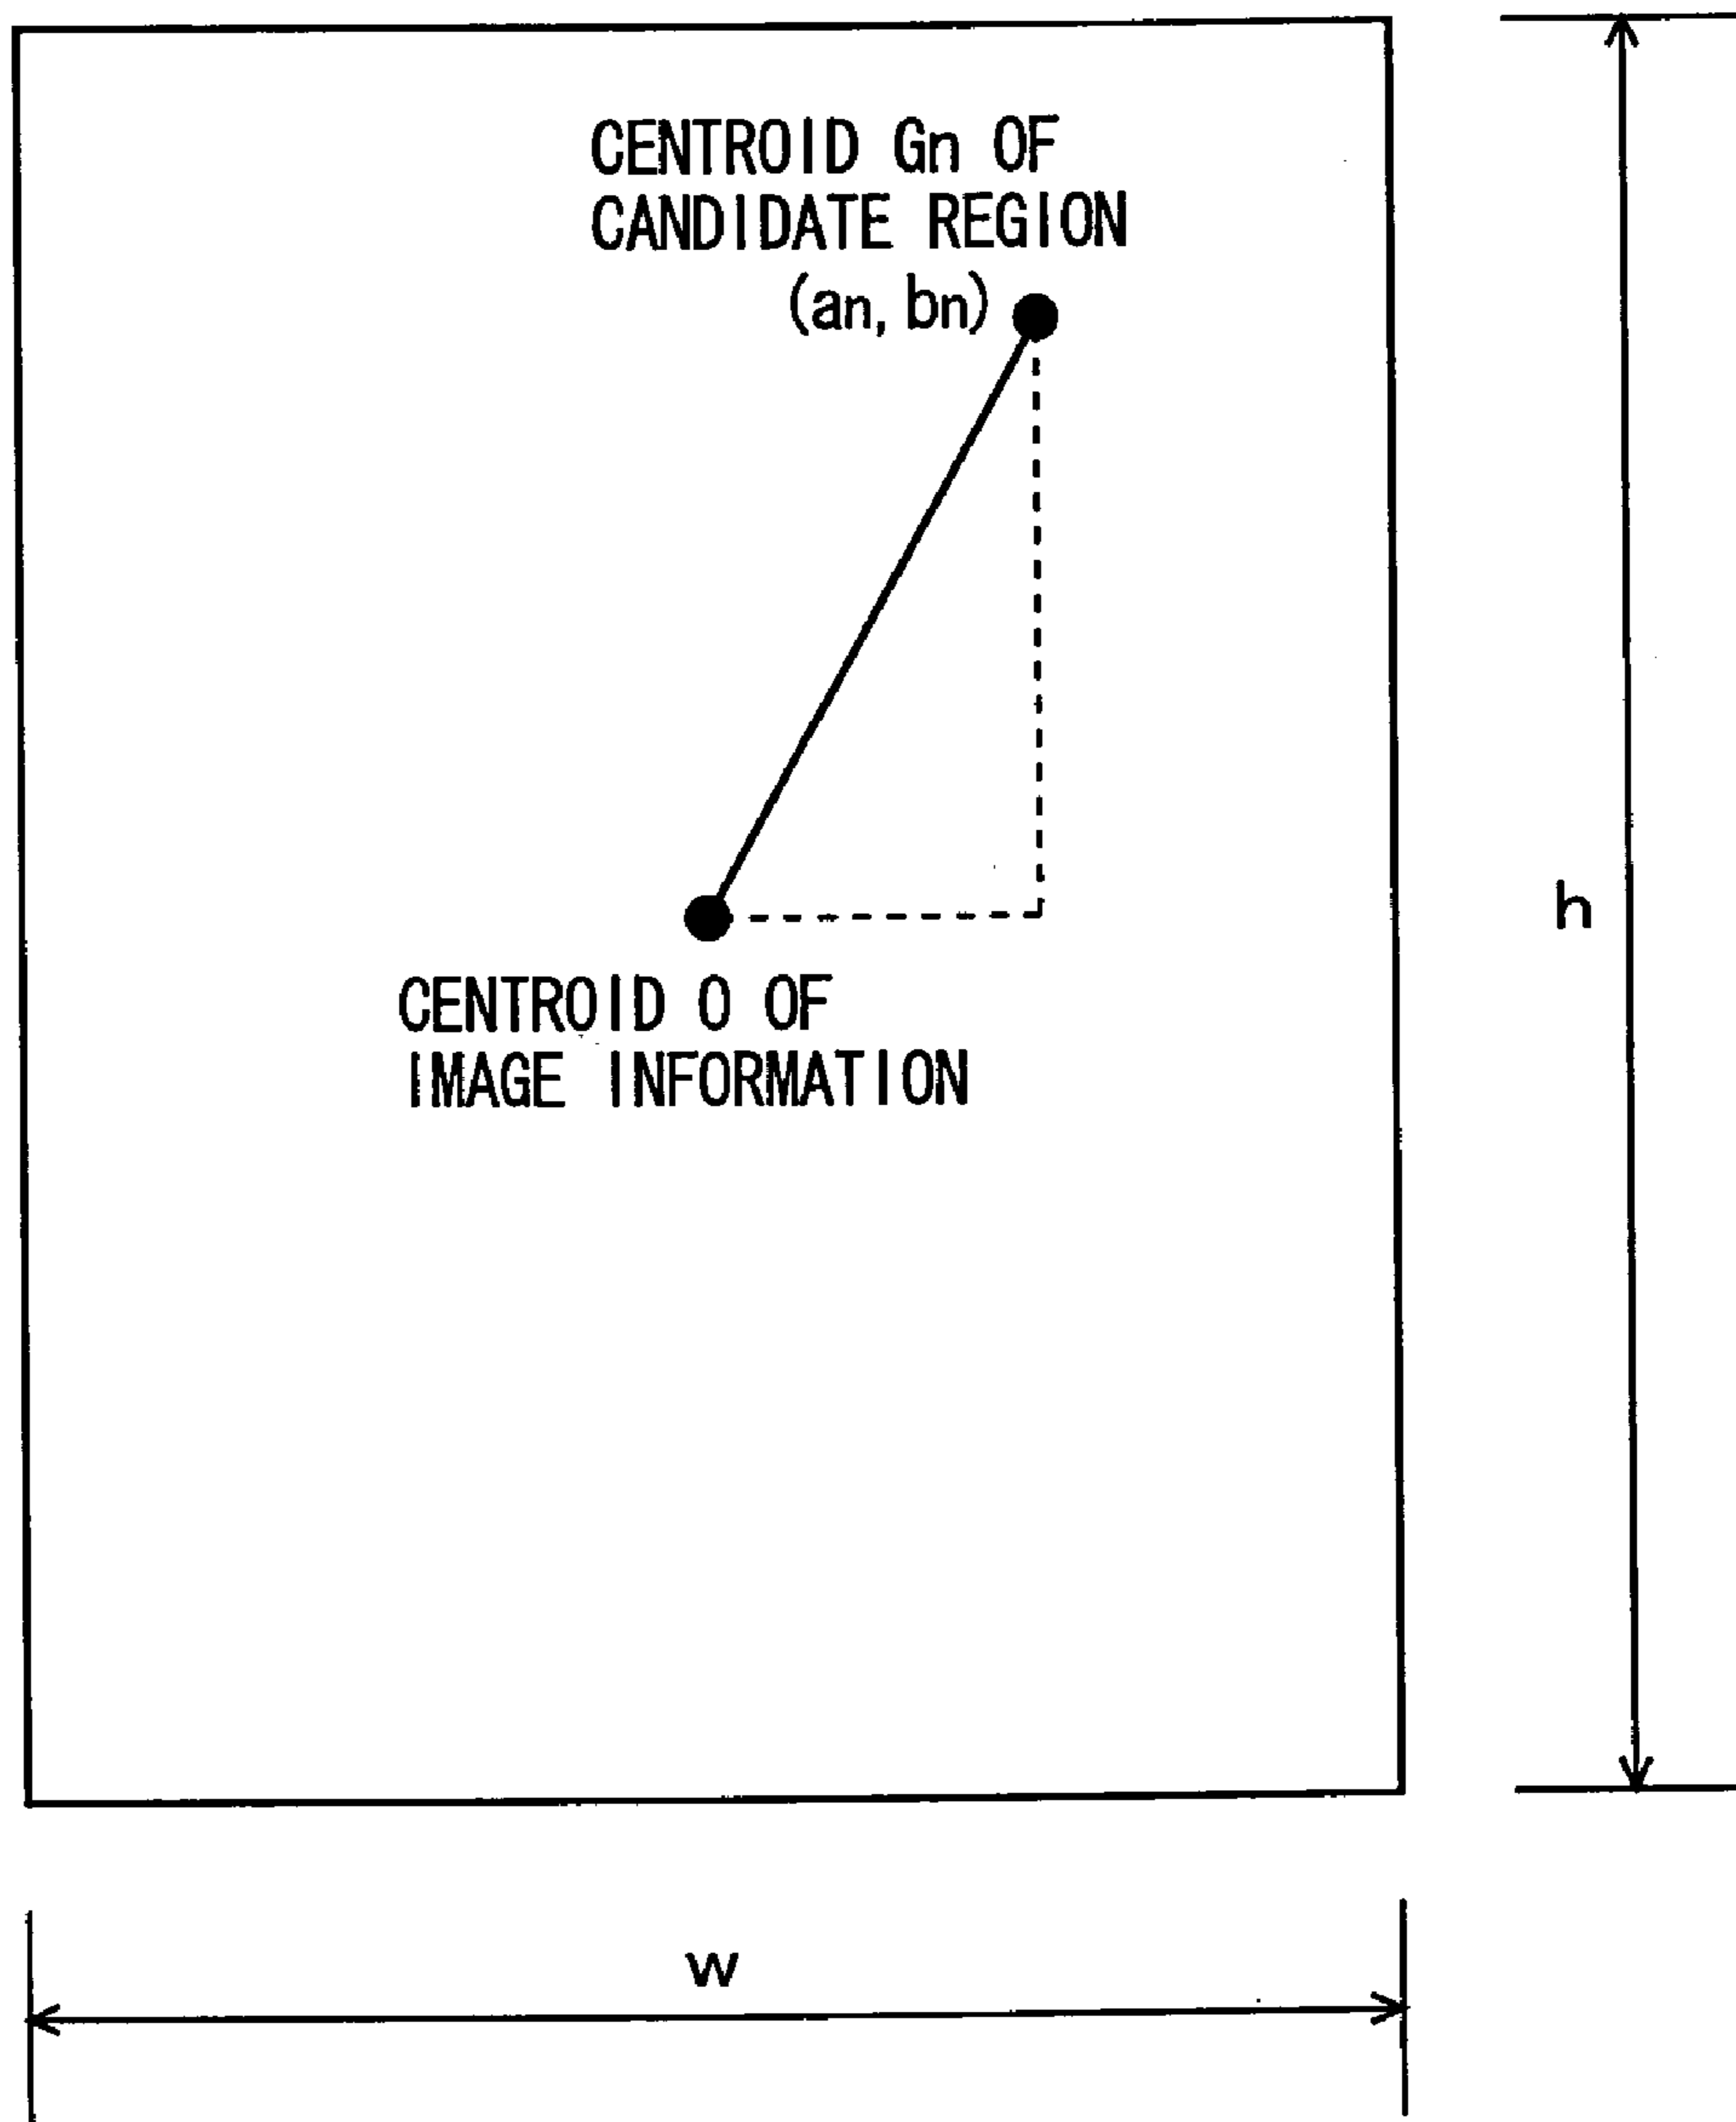 CENTROID Gn OF
CANDIDATE REGION
(an, bn)
h
CENTROID O OF
IMAGE INFORMATION
w